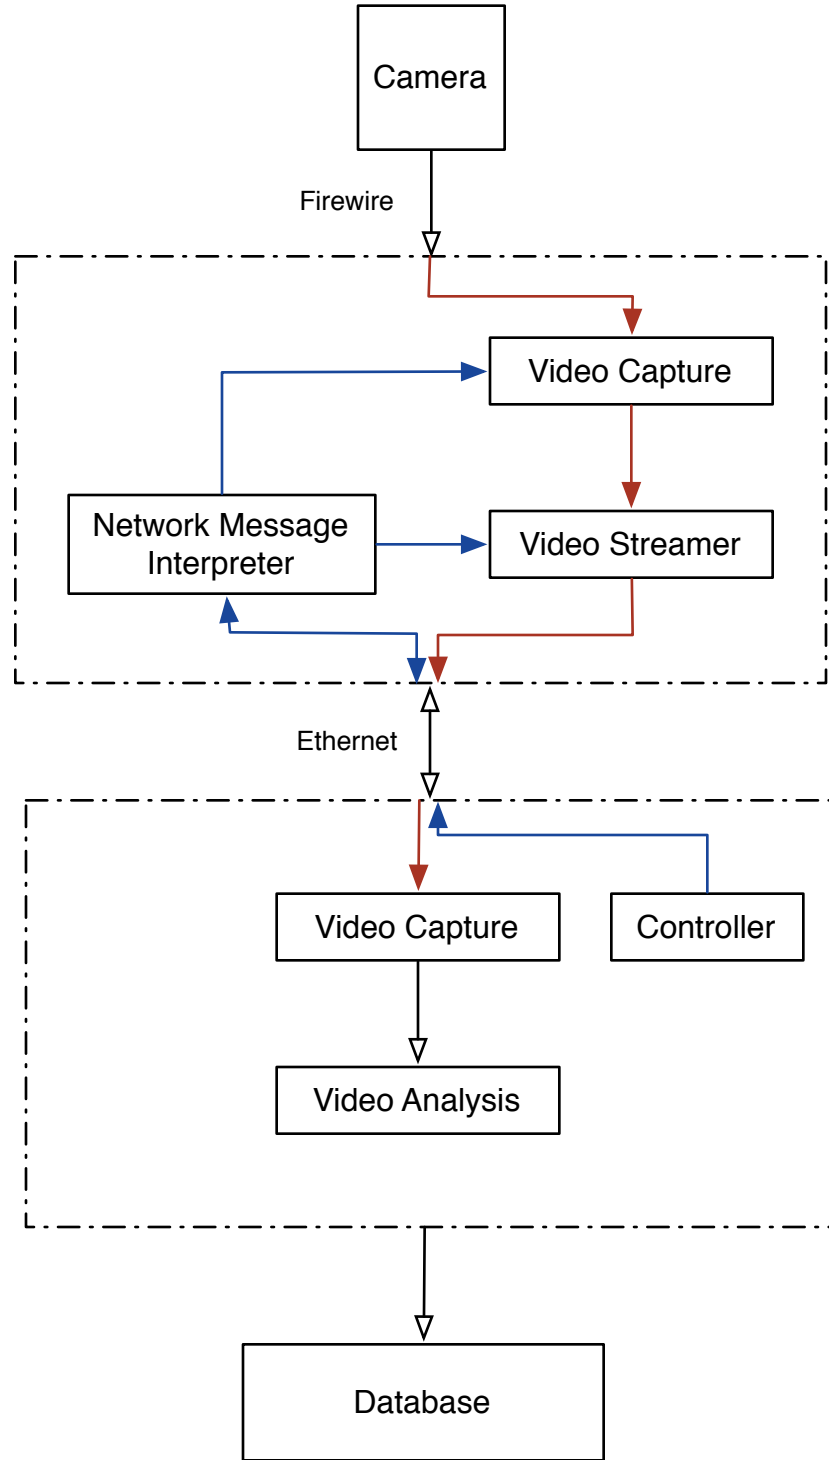 Camera
Firewire
Video Capture
Network Message
Interpreter
Video Streamer
Ethernet
Video Capture
Controller
Video Analysis
Database